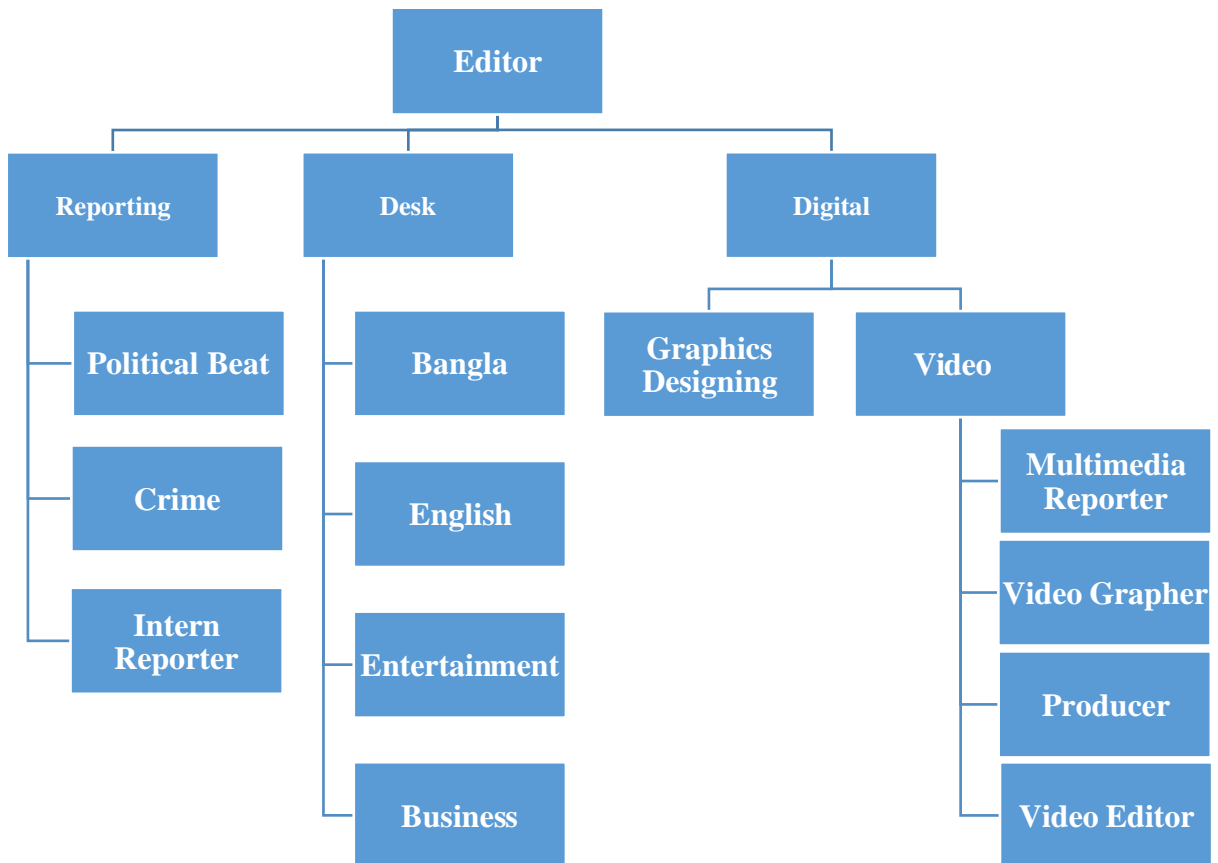 Editor
Reporting
Desk
Digital
Political Beat
Crime
Intern
Reporter
Bangla
English
Entertainment
Business
Graphics
Designing
Video
Multimedia
Reporter
Video Grapher
Producer
Video Editor